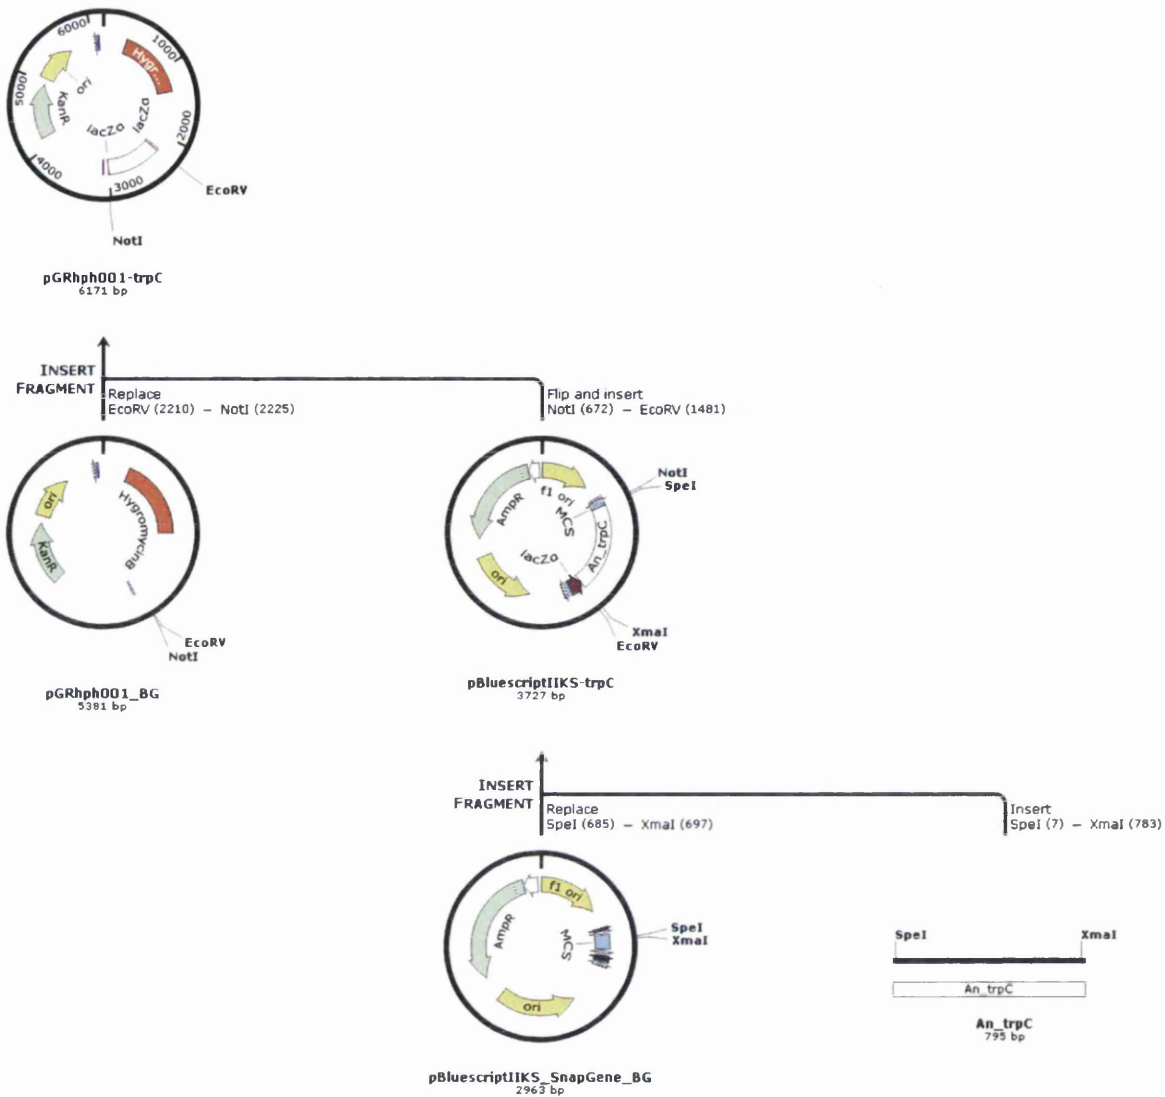 6000
1000
Hygr...
ori
5000
KanR
lacZα
lacZα
2000
4000
3000
EcoRV
NotI
pGRhph001-trpC
6171 bp
INSERT
FRAGMENT
Replace
EcoRV (2210) – NotI (2225)
Flip and insert
NotI (672) – EcoRV (1481)
ori
HygromycinB
KanR
EcoRV
NotI
pGRhph001_BG
5381 bp
AmpR
f1 ori
MCS
An_trpC
lacZα
ori
NotI
SpeI
XmaI
EcoRV
pBluescriptIIKS-trpC
3727 bp
INSERT
FRAGMENT
Replace
SpeI (685) – XmaI (697)
Insert
SpeI (7) – XmaI (783)
f1 ori
AmpR
MCS
ori
SpeI
XmaI
pBluescriptIIKS_SnapGene_BG
2963 bp
SpeI
XmaI
An_trpC
An_trpC
795 bp